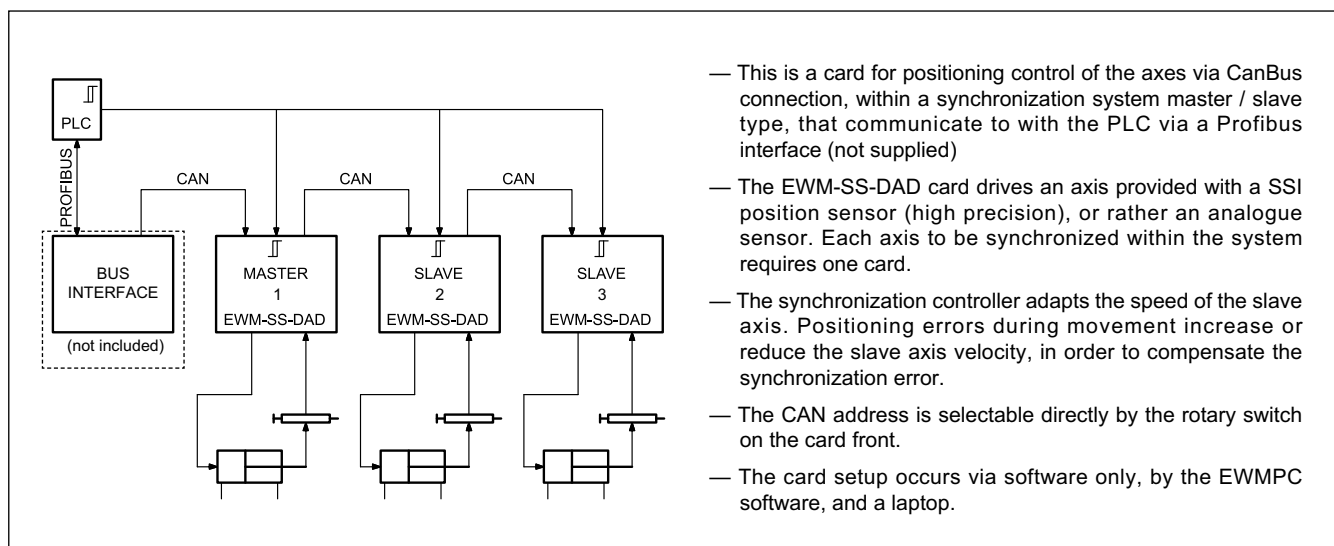 PLC
PROFIBUS
CAN
CAN
CAN
BUS
INTERFACE
(not included)
MASTER
1
EWM-SS-DAD
SLAVE
2
EWM-SS-DAD
SLAVE
3
EWM-SS-DAD
— This is a card for positioning control of the axes via CanBus
connection, within a synchronization system master / slave
type, that communicate to with the PLC via a Profibus
interface (not supplied)
— The EWM-SS-DAD card drives an axis provided with a SSI
position sensor (high precision), or rather an analogue
sensor. Each axis to be synchronized within the system
requires one card.
— The synchronization controller adapts the speed of the slave
axis. Positioning errors during movement increase or
reduce the slave axis velocity, in order to compensate the
synchronization error.
— The CAN address is selectable directly by the rotary switch
on the card front.
— The card setup occurs via software only, by the EWMPC
software, and a laptop.